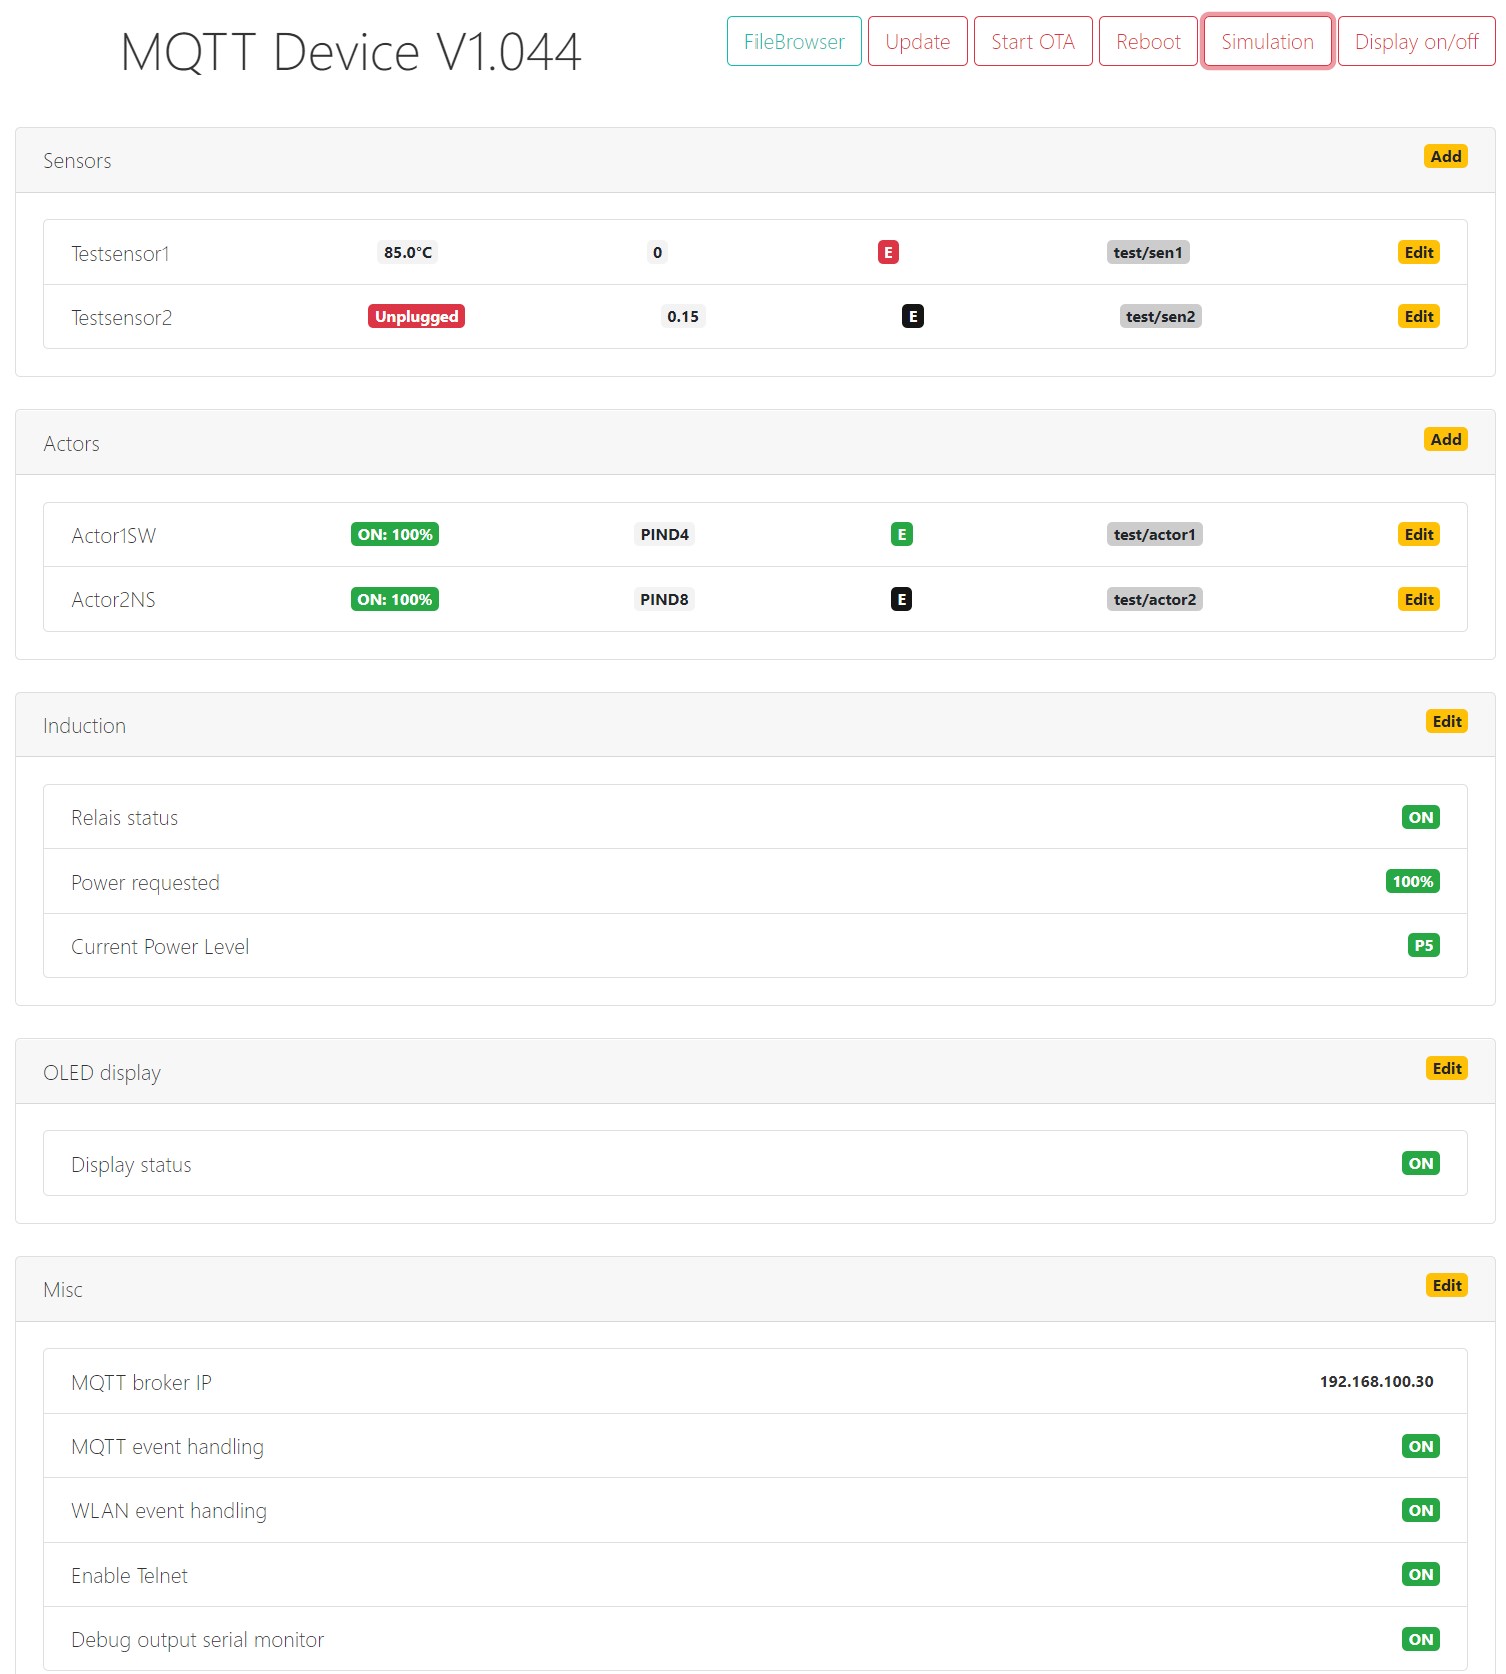 MQTT Device V1.044 FileBrowser Update Start OTA Reboot Simulation Display on/off
Sensors Add
Testsensor1 85.0°C 0 E test/sen1 Edit
Testsensor2 Unplugged 0.15 E test/sen2 Edit
Actors Add
Actor1SW ON: 100% PIND4 E test/actor1 Edit
Actor2NS ON: 100% PIND8 E test/actor2 Edit
Induction Edit
Relais status ON
Power requested 100%
Current Power Level P5
OLED display Edit
Display status ON
Misc Edit
MQTT broker IP 192.168.100.30
MQTT event handling ON
WLAN event handling ON
Enable Telnet ON
Debug output serial monitor ON